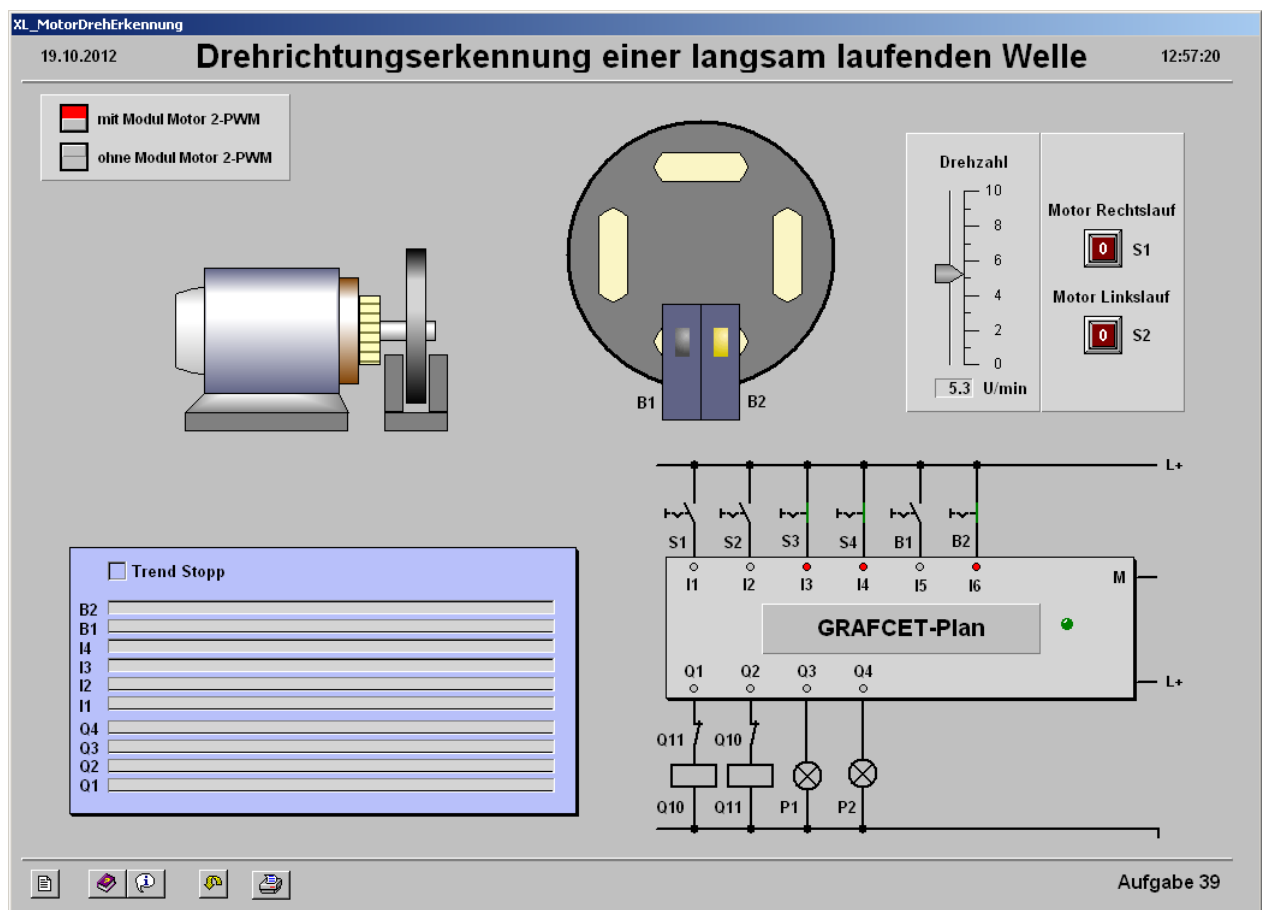 XL_MotorDrehErkennung
19.10.2012
Drehrichtungserkennung einer langsam laufenden Welle
12:57:20
mit Modul Motor 2-PWM
ohne Modul Motor 2-PWM
B1
B2
Drehzahl
10
8
6
4
2
0
5.3 U/min
Motor Rechtslauf
0 S1
Motor Linkslauf
0 S2
Trend Stopp
B2
B1
I4
I3
I2
I1
Q4
Q3
Q2
Q1
L+
S1 S2 S3 S4 B1 B2
I1 I2 I3 I4 I5 I6
M
GRAFCET-Plan
Q1 Q2 Q3 Q4
L+
Q11 Q10
Q10 Q11 P1 P2
Aufgabe 39